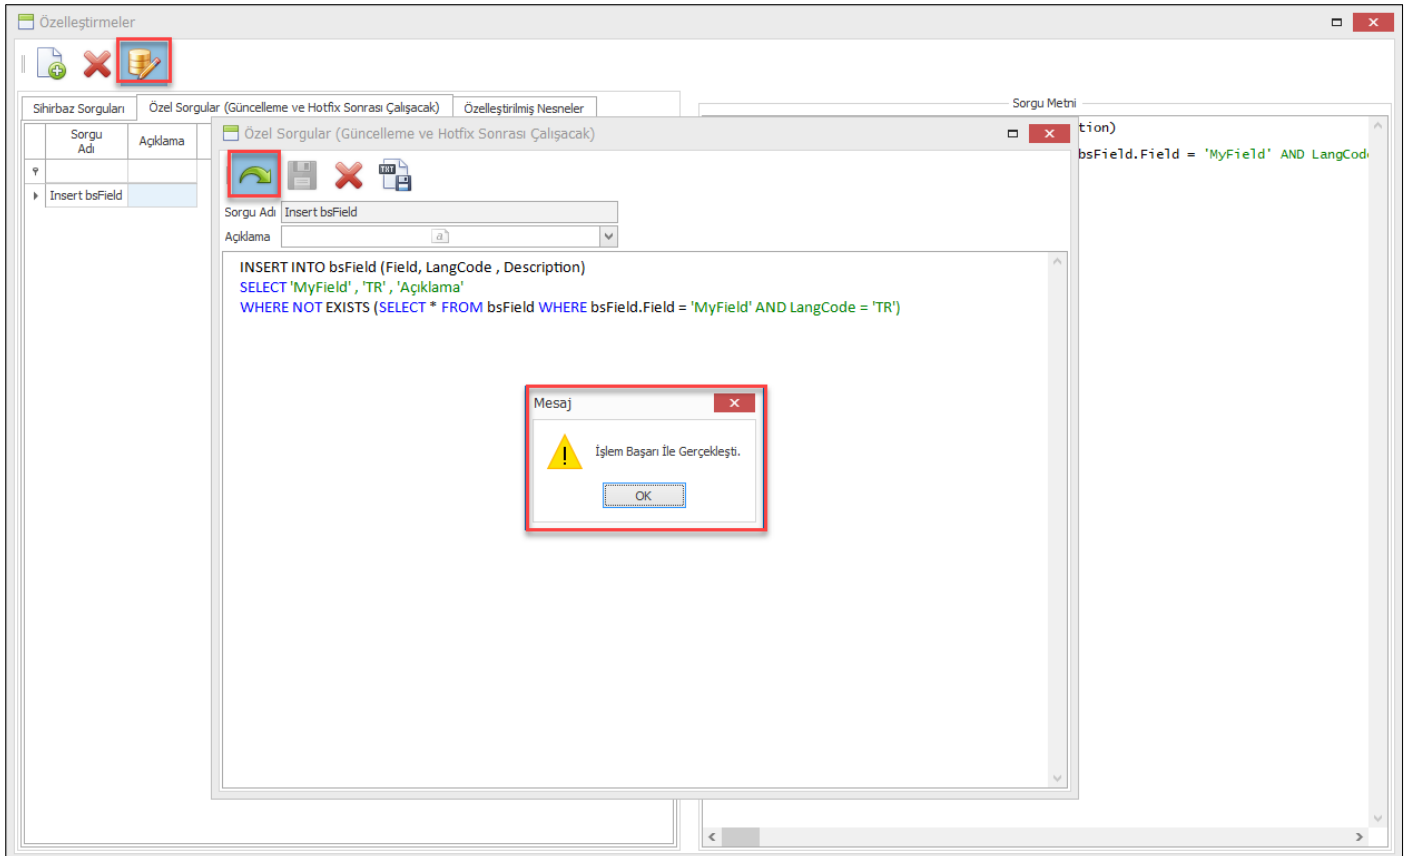 Özelleştirmeler
Sihirbaz Sorguları
Özel Sorgular (Güncelleme ve Hotfix Sonrası Çalışacak)
Özelleştirilmiş Nesneler
Sorgu Metni
Sorgu
Adı
Açıklama
Insert bsField
tion)
bsField.Field = 'MyField' AND LangCod
Özel Sorgular (Güncelleme ve Hotfix Sonrası Çalışacak)
TXT
Sorgu Adı Insert bsField
Açıklama a
INSERT INTO bsField (Field, LangCode , Description)
SELECT 'MyField' , 'TR' , 'Açıklama'
WHERE NOT EXISTS (SELECT * FROM bsField WHERE bsField.Field = 'MyField' AND LangCode = 'TR')
Mesaj
İşlem Başarı İle Gerçekleşti.
OK